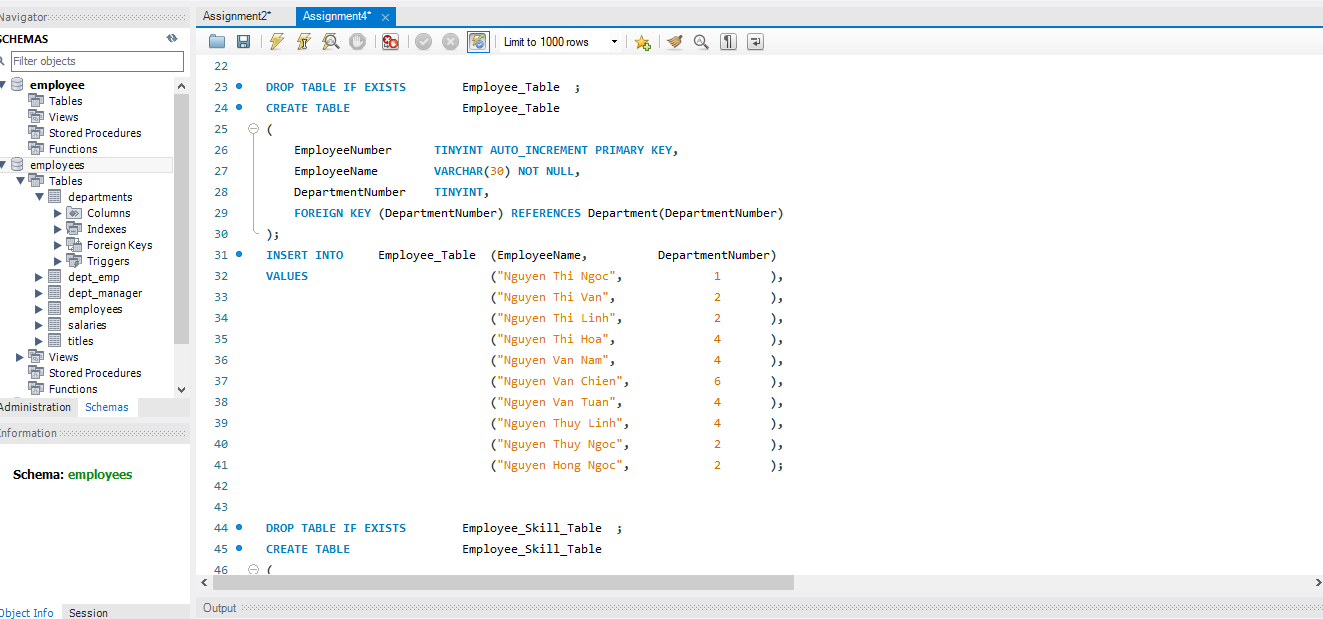 Navigator
SCHEMAS
Filter objects
employee
Tables
Views
Stored Procedures
Functions
employees
Tables
departments
Columns
Indexes
Foreign Keys
Triggers
dept_emp
dept_manager
employees
salaries
titles
Views
Stored Procedures
Functions
Administration Schemas
Information
Schema: employees
Object Info Session
Assignment2* Assignment4*
Limit to 1000 rows
22
23 DROP TABLE IF EXISTS Employee_Table ;
24 CREATE TABLE Employee_Table
25 (
26 EmployeeNumber TINYINT AUTO_INCREMENT PRIMARY KEY,
27 EmployeeName VARCHAR(30) NOT NULL,
28 DepartmentNumber TINYINT,
29 FOREIGN KEY (DepartmentNumber) REFERENCES Department(DepartmentNumber)
30 );
31 INSERT INTO Employee_Table (EmployeeName, DepartmentNumber)
32 VALUES ("Nguyen Thi Ngoc", 1 ),
33 ("Nguyen Thi Van", 2 ),
34 ("Nguyen Thi Linh", 2 ),
35 ("Nguyen Thi Hoa", 4 ),
36 ("Nguyen Van Nam", 4 ),
37 ("Nguyen Van Chien", 6 ),
38 ("Nguyen Van Tuan", 4 ),
39 ("Nguyen Thuy Linh", 4 ),
40 ("Nguyen Thuy Ngoc", 2 ),
41 ("Nguyen Hong Ngoc", 2 );
42
43
44 DROP TABLE IF EXISTS Employee_Skill_Table ;
45 CREATE TABLE Employee_Skill_Table
46 (
Output